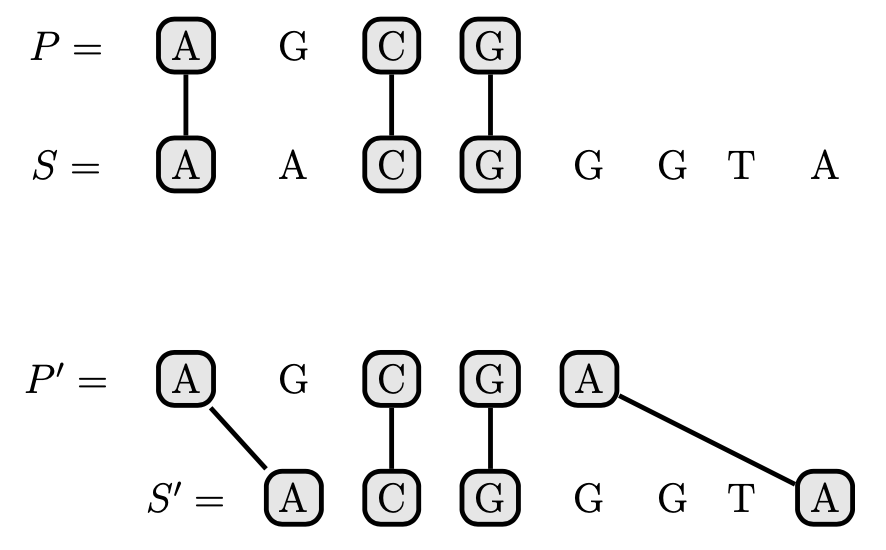 P = A G C G
S = A A C G G G T A
P′ = A G C G A
S′ = A C G G G T A